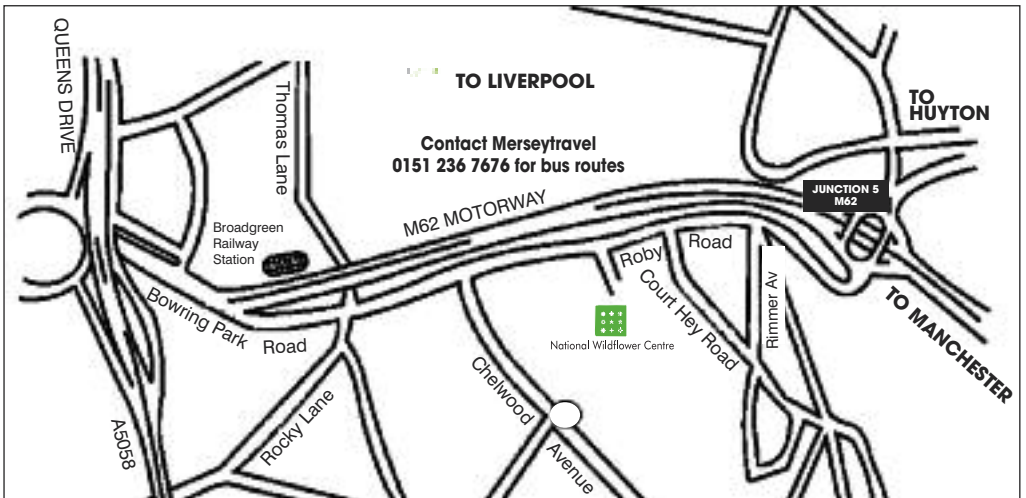 QUEENS DRIVE
Thomas Lane
TO LIVERPOOL
TO
HUYTON
Contact Merseytravel
0151 236 7676 for bus routes
JUNCTION 5
M62
M62 MOTORWAY
Broadgreen
Railway
Station
Roby
Road
Court Hey Road
Rimmer Av
Bowring Park
Road
National Wildflower Centre
TO MANCHESTER
Chelwood
Avenue
Rocky Lane
A5058